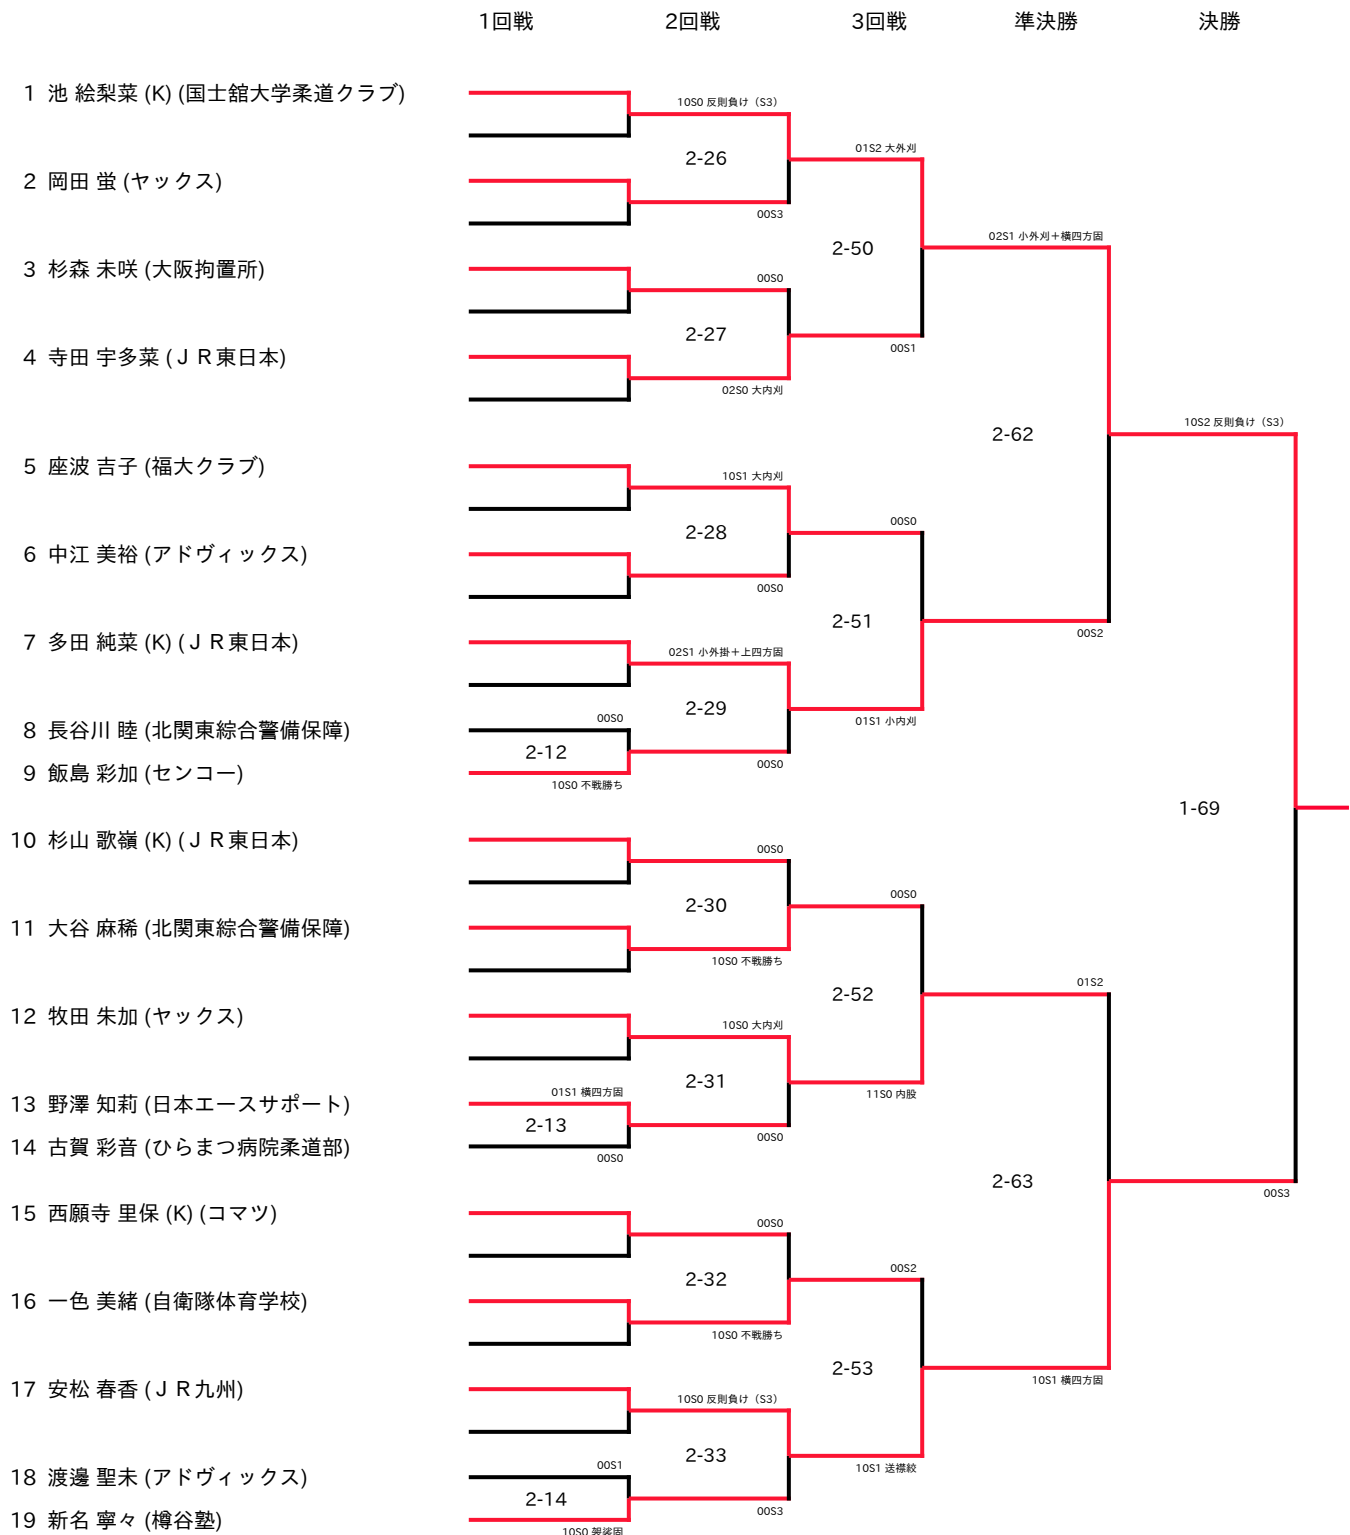 1回戦 2回戦 3回戦 準決勝 決勝
1 池 絵梨菜 (K) (国士舘大学柔道クラブ)
10S0 反則負け（S3）
01S2 大外刈
2-26
2 岡田 蛍 (ヤックス)
00S3
02S1 小外刈＋横四方固
2-50
3 杉森 未咲 (大阪拘置所)
00S0
2-27
00S1
4 寺田 宇多菜 (ＪＲ東日本)
02S0 大内刈
10S2 反則負け（S3）
2-62
5 座波 吉子 (福大クラブ)
10S1 大内刈
00S0
2-28
6 中江 美裕 (アドヴィックス)
00S0
2-51
00S2
7 多田 純菜 (K) (ＪＲ東日本)
02S1 小外掛＋上四方固
2-29
01S1 小内刈
00S0
8 長谷川 睦 (北関東綜合警備保障)
2-12
00S0
9 飯島 彩加 (センコー)
10S0 不戦勝ち
1-69
10 杉山 歌嶺 (K) (ＪＲ東日本)
00S0
00S0
2-30
11 大谷 麻稀 (北関東綜合警備保障)
10S0 不戦勝ち
01S2
2-52
12 牧田 朱加 (ヤックス)
10S0 大内刈
2-31
11S0 内股
01S1 横四方固
13 野澤 知莉 (日本エースサポート)
2-13
00S0
14 古賀 彩音 (ひらまつ病院柔道部)
00S0
2-63
00S3
15 西願寺 里保 (K) (コマツ)
00S0
00S2
2-32
16 一色 美緒 (自衛隊体育学校)
10S0 不戦勝ち
2-53
10S1 横四方固
17 安松 春香 (ＪＲ九州)
10S0 反則負け（S3）
2-33
10S1 送襟絞
00S1
18 渡邊 聖未 (アドヴィックス)
2-14
00S3
19 新名 寧々 (樽谷塾)
10S0 袈裟固